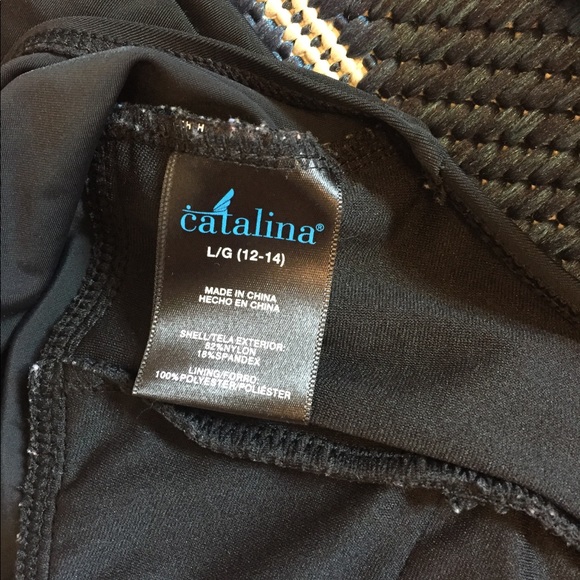 catalina®
L/G (12-14)
MADE IN CHINA
HECHO EN CHINA
SHELL/TELA EXTERIOR:
82%NYLON
18%SPANDEX
LINING/FORRO:
100%POLYESTER/POLIÉSTER